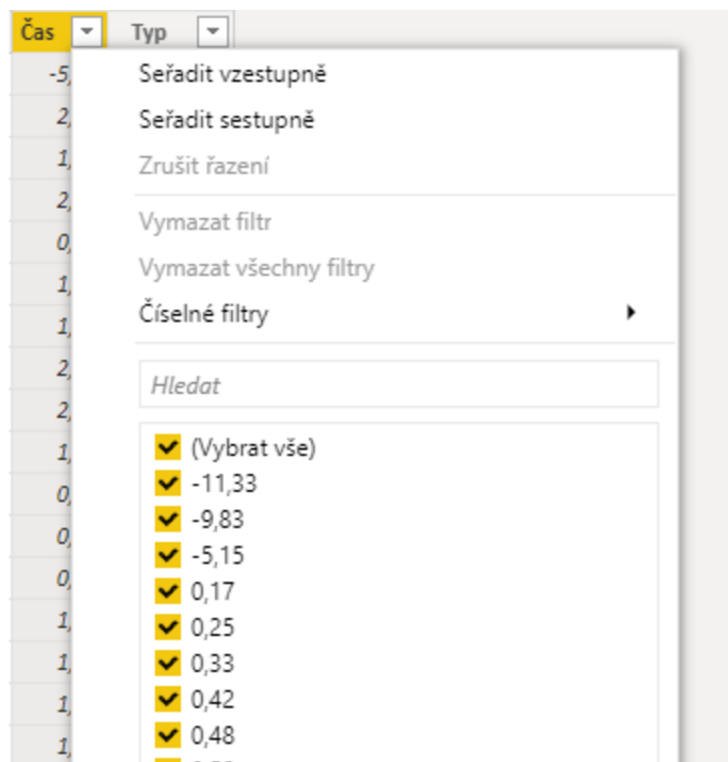 Čas Typ
-5,
Seřadit vzestupně
2,
Seřadit sestupně
1,
Zrušit řazení
2,
Vymazat filtr
0,
Vymazat všechny filtry
1,
Číselné filtry
1,
2,
Hledat
2,
1,
(Vybrat vše)
-11,33
0,
-9,83
0,
-5,15
0,
0,17
1,
0,25
1,
0,33
1,
0,42
1,
0,48